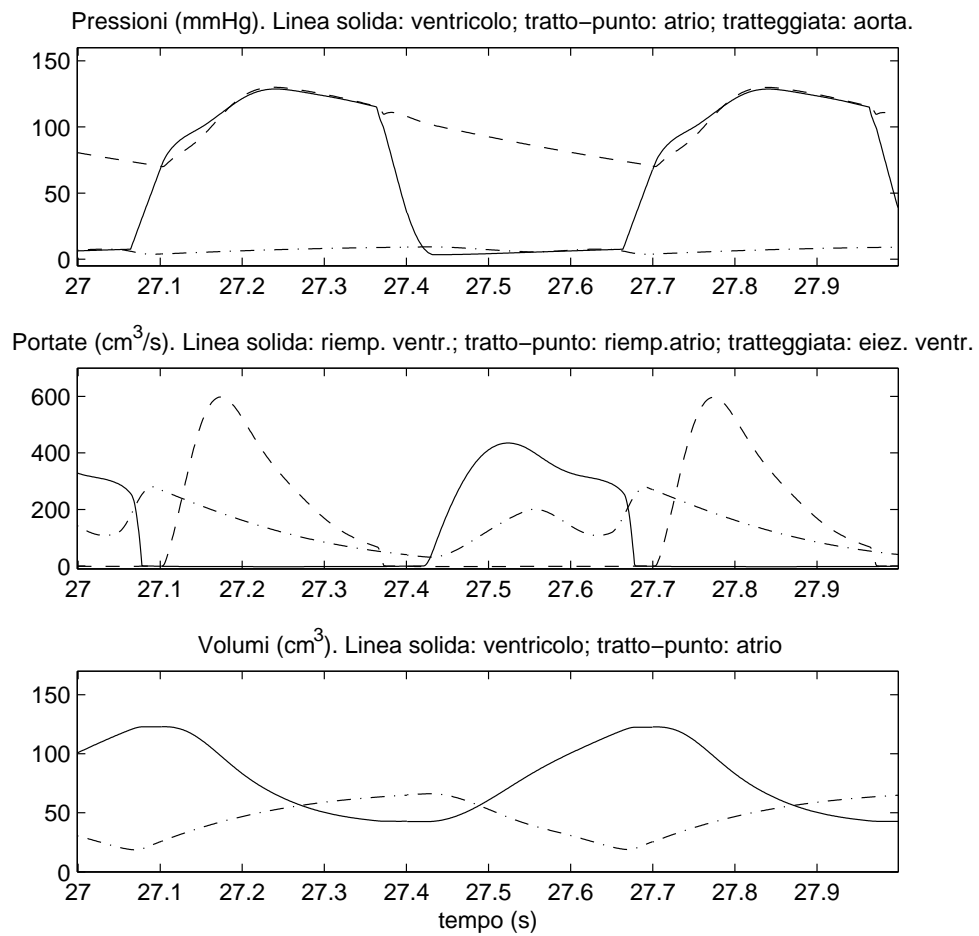 Pressioni (mmHg). Linea solida: ventricolo; tratto−punto: atrio; tratteggiata: aorta.
150
100
50
0
27 27.1 27.2 27.3 27.4 27.5 27.6 27.7 27.8 27.9
Portate (cm³/s). Linea solida: riemp. ventr.; tratto−punto: riemp.atrio; tratteggiata: eiez. ventr.
600
400
200
0
27 27.1 27.2 27.3 27.4 27.5 27.6 27.7 27.8 27.9
Volumi (cm³). Linea solida: ventricolo; tratto−punto: atrio
150
100
50
0
27 27.1 27.2 27.3 27.4 27.5 27.6 27.7 27.8 27.9
tempo (s)